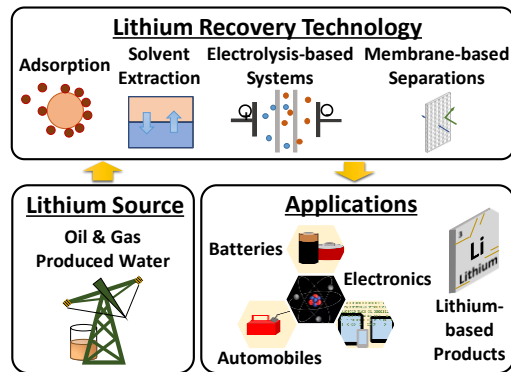 Lithium Recovery Technology
Adsorption
Solvent
Extraction
Electrolysis-based
Systems
Membrane-based
Separations
Lithium Source
Oil & Gas
Produced Water
Applications
Batteries
Electronics
Automobiles
3
Li
Lithium
Lithium-
based
Products